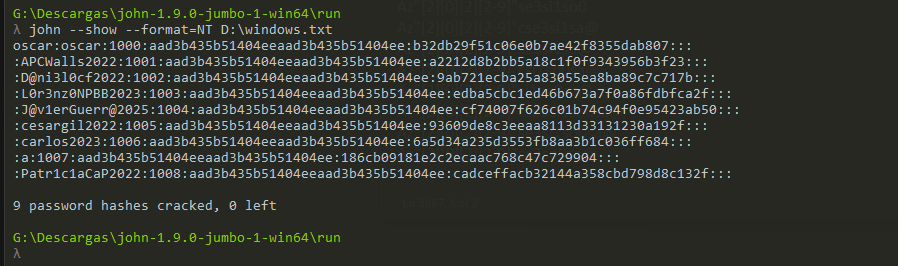 G:\Descargas\john-1.9.0-jumbo-1-win64\run
λ john --show --format=NT D:\windows.txt
oscar:oscar:1000:aad3b435b51404eeaad3b435b51404ee:b32db29f51c06e0b7ae42f8355dab807:::
:APCWalls2022:1001:aad3b435b51404eeaad3b435b51404ee:a2212d8b2bb5a18c1f0f9343956b3f23::::
:D@ni3l0cf2022:1002:aad3b435b51404eeaad3b435b51404ee:9ab721ecba25a83055ea8ba89c7c717b:::
:L0r3nz0NPBB2023:1003:aad3b435b51404eeaad3b435b51404ee:edba5cbc1ed46b673a7f0a86fdbfca2f:::
:J@v1erGuerr@2025:1004:aad3b435b51404eeaad3b435b51404ee:cf74007f626c01b74c94f0e95423ab50:::
:cesargil2022:1005:aad3b435b51404eeaad3b435b51404ee:93609de8c3eeaa8113d33131230a192f:::
:carlos2023:1006:aad3b435b51404eeaad3b435b51404ee:6a5d34a235d3553fb8aa3b1c036ff684:::
:a:1007:aad3b435b51404eeaad3b435b51404ee:186cb09181e2c2ecaac768c47c729904:::
:Patr1c1aCaP2022:1008:aad3b435b51404eeaad3b435b51404ee:cadceffacb32144a358cbd798d8c132f:::
9 password hashes cracked, 0 left
G:\Descargas\john-1.9.0-jumbo-1-win64\run
λ